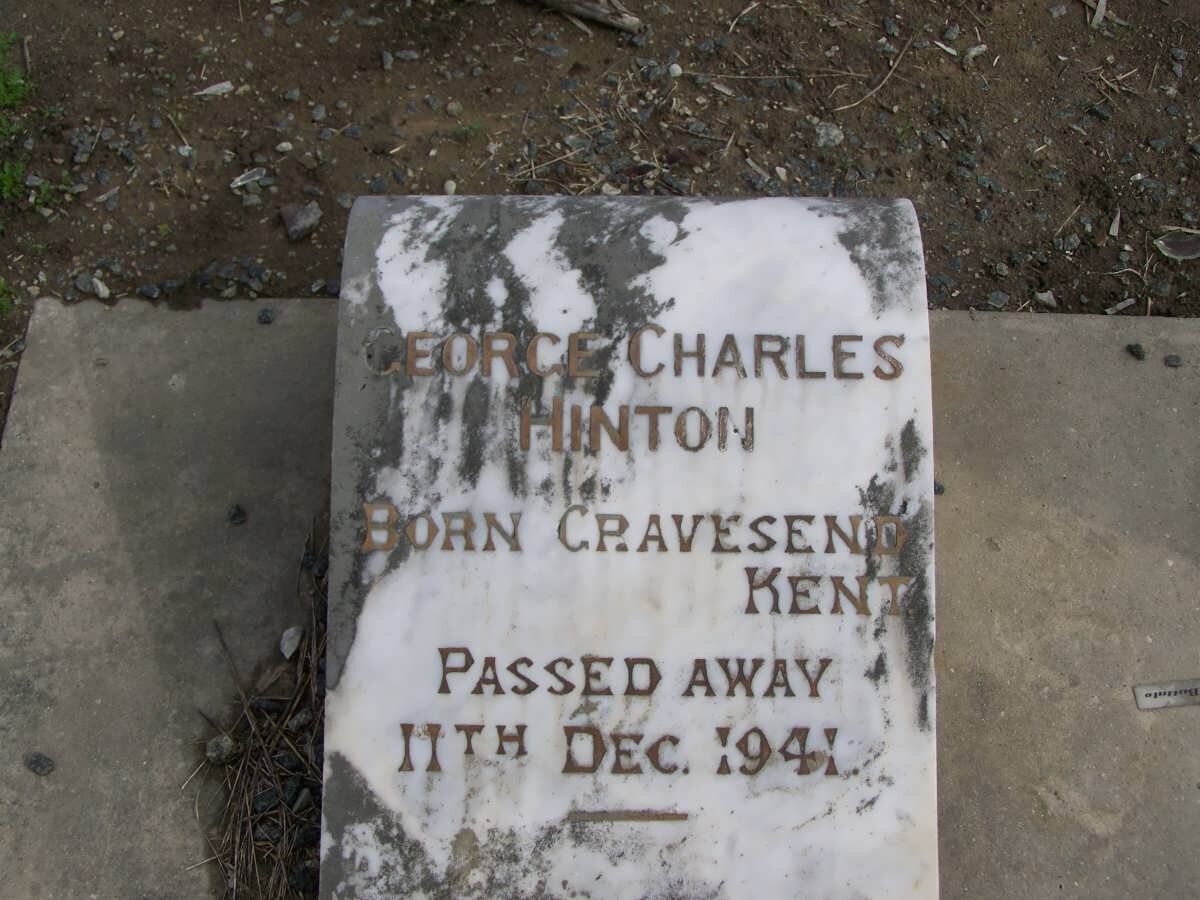 George Charles
Hinton
Born Gravesend
Kent
Passed away
11th Dec. 1941.